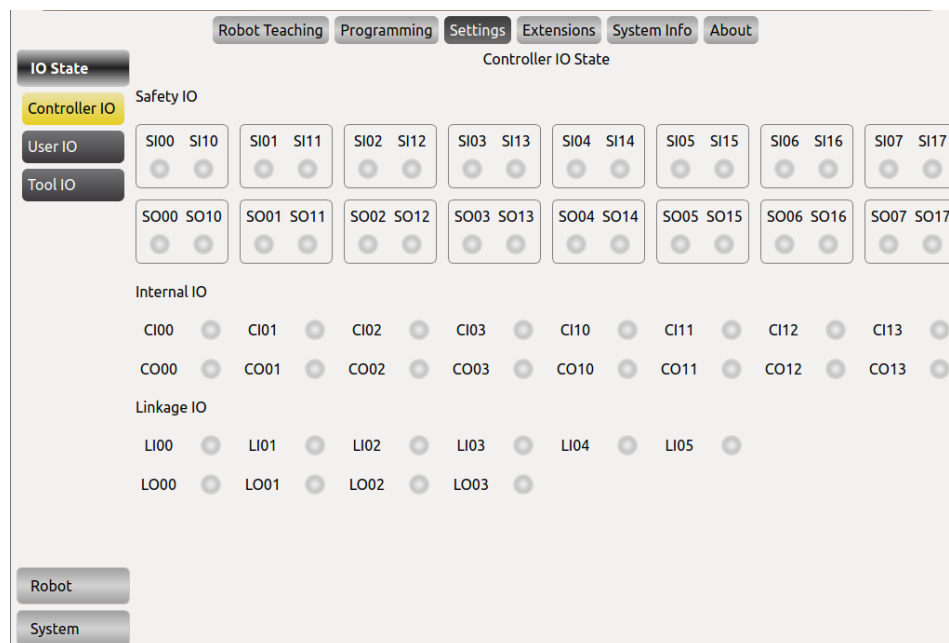 Robot Teaching Programming Settings Extensions System Info About
Controller IO State
IO State
Controller IO
User IO
Tool IO
Robot
System
Safety IO
SI00 SI10 SI01 SI11 SI02 SI12 SI03 SI13 SI04 SI14 SI05 SI15 SI06 SI16 SI07 SI17
SO00 SO10 SO01 SO11 SO02 SO12 SO03 SO13 SO04 SO14 SO05 SO15 SO06 SO16 SO07 SO17
Internal IO
CI00 CI01 CI02 CI03 CI10 CI11 CI12 CI13
CO00 CO01 CO02 CO03 CO10 CO11 CO12 CO13
Linkage IO
LI00 LI01 LI02 LI03 LI04 LI05
LO00 LO01 LO02 LO03